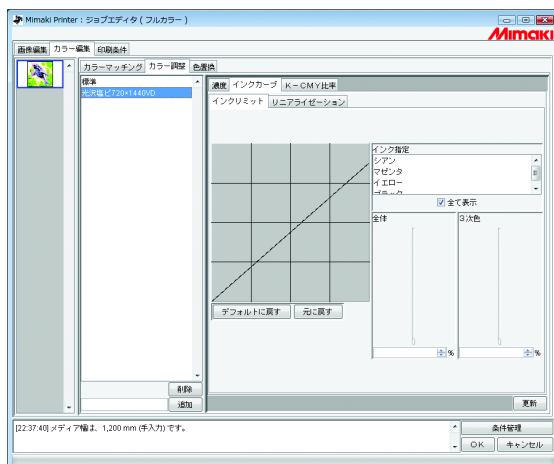 Mimaki Printer : ジョブエディタ ( フルカラー )
Mimaki
画像編集 カラー編集 印刷条件
カラーマッチング カラー調整 色置換
標準
光沢塩ビ720×1440VD
濃度 インクカーブ K－CMY比率
インクリミット リニアライゼーション
インク指定
シアン
マゼンタ
イエロー
ブラック
全て表示
全体 3次色
デフォルトに戻す 元に戻す
% %
削除
追加
更新
[22:37:40] メディア幅は、1,200 mm (手入力) です。
条件管理
OK キャンセル